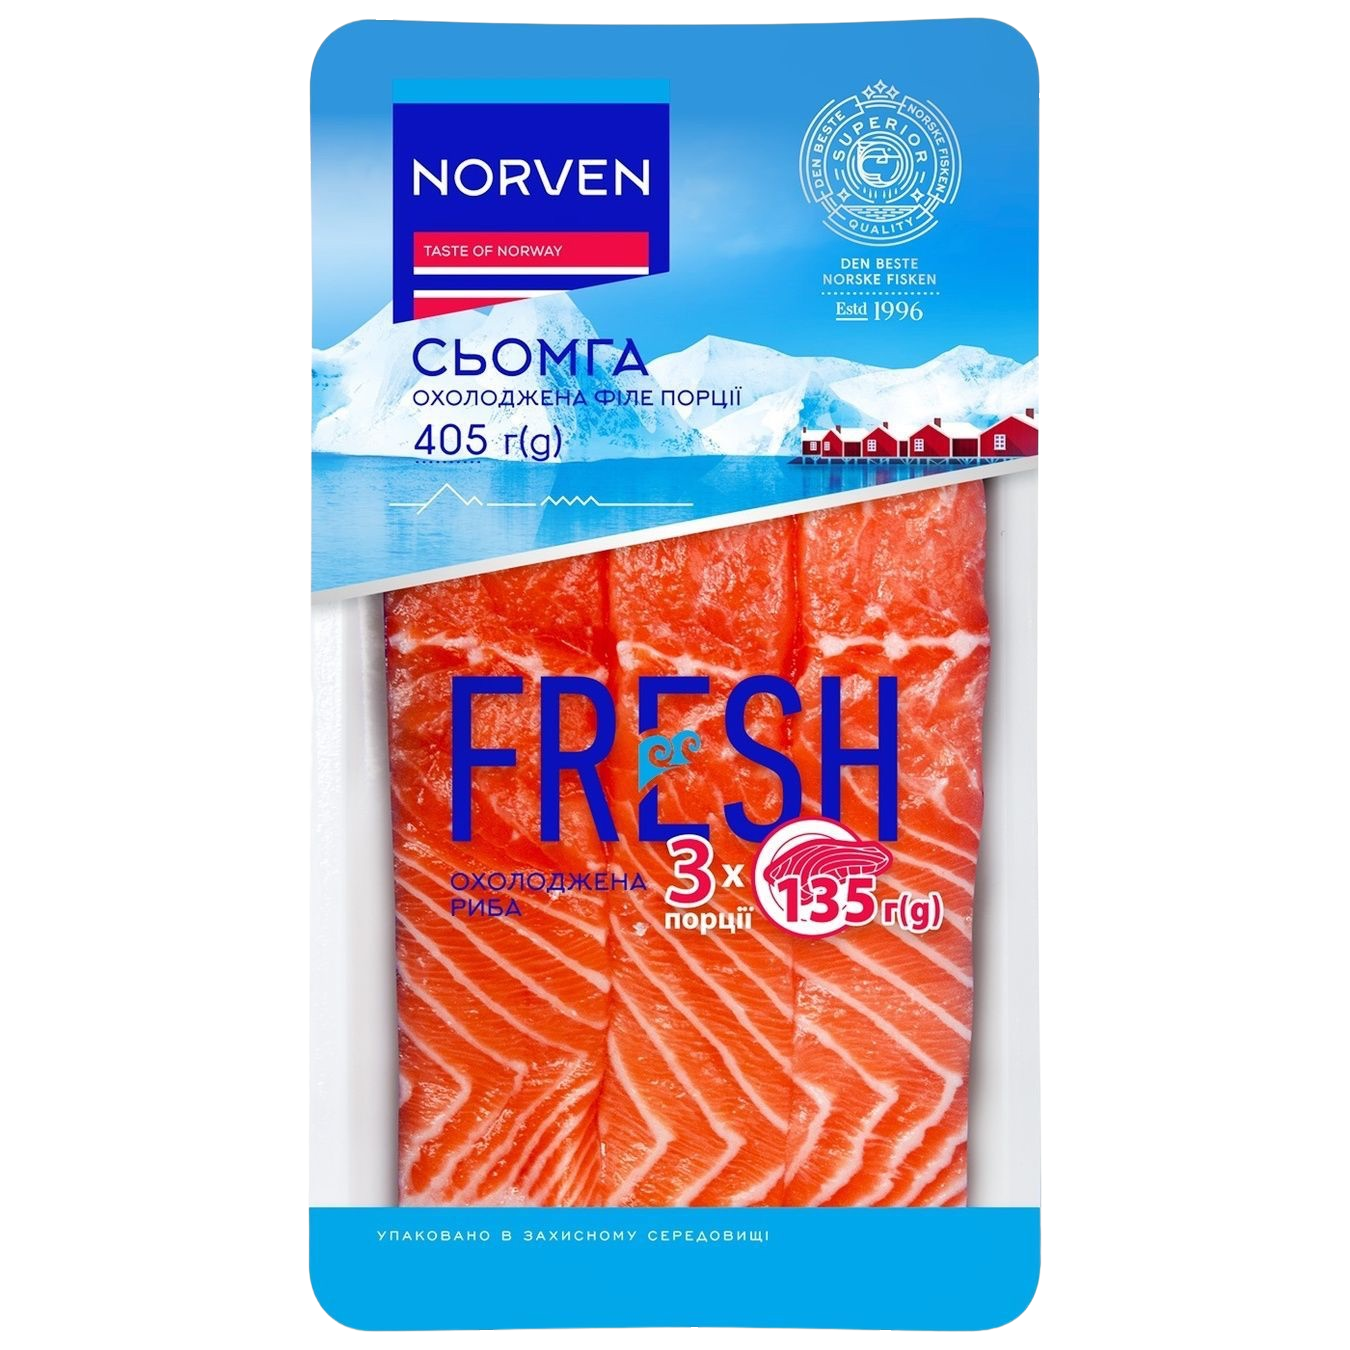 NORVEN
TASTE OF NORWAY
DEN BESTE
NORSKE FISKEN
SUPERIOR
QUALITY
DEN BESTE
NORSKE FISKEN
Estd 1996
СЬОМГА
ОХОЛОДЖЕНА ФІЛЕ ПОРЦІЇ
405 г(g)
FRESH
ОХОЛОДЖЕНА
РИБА
3 x 135 г(g)
порції
УПАКОВАНО В ЗАХИСНОМУ СЕРЕДОВИЩІ